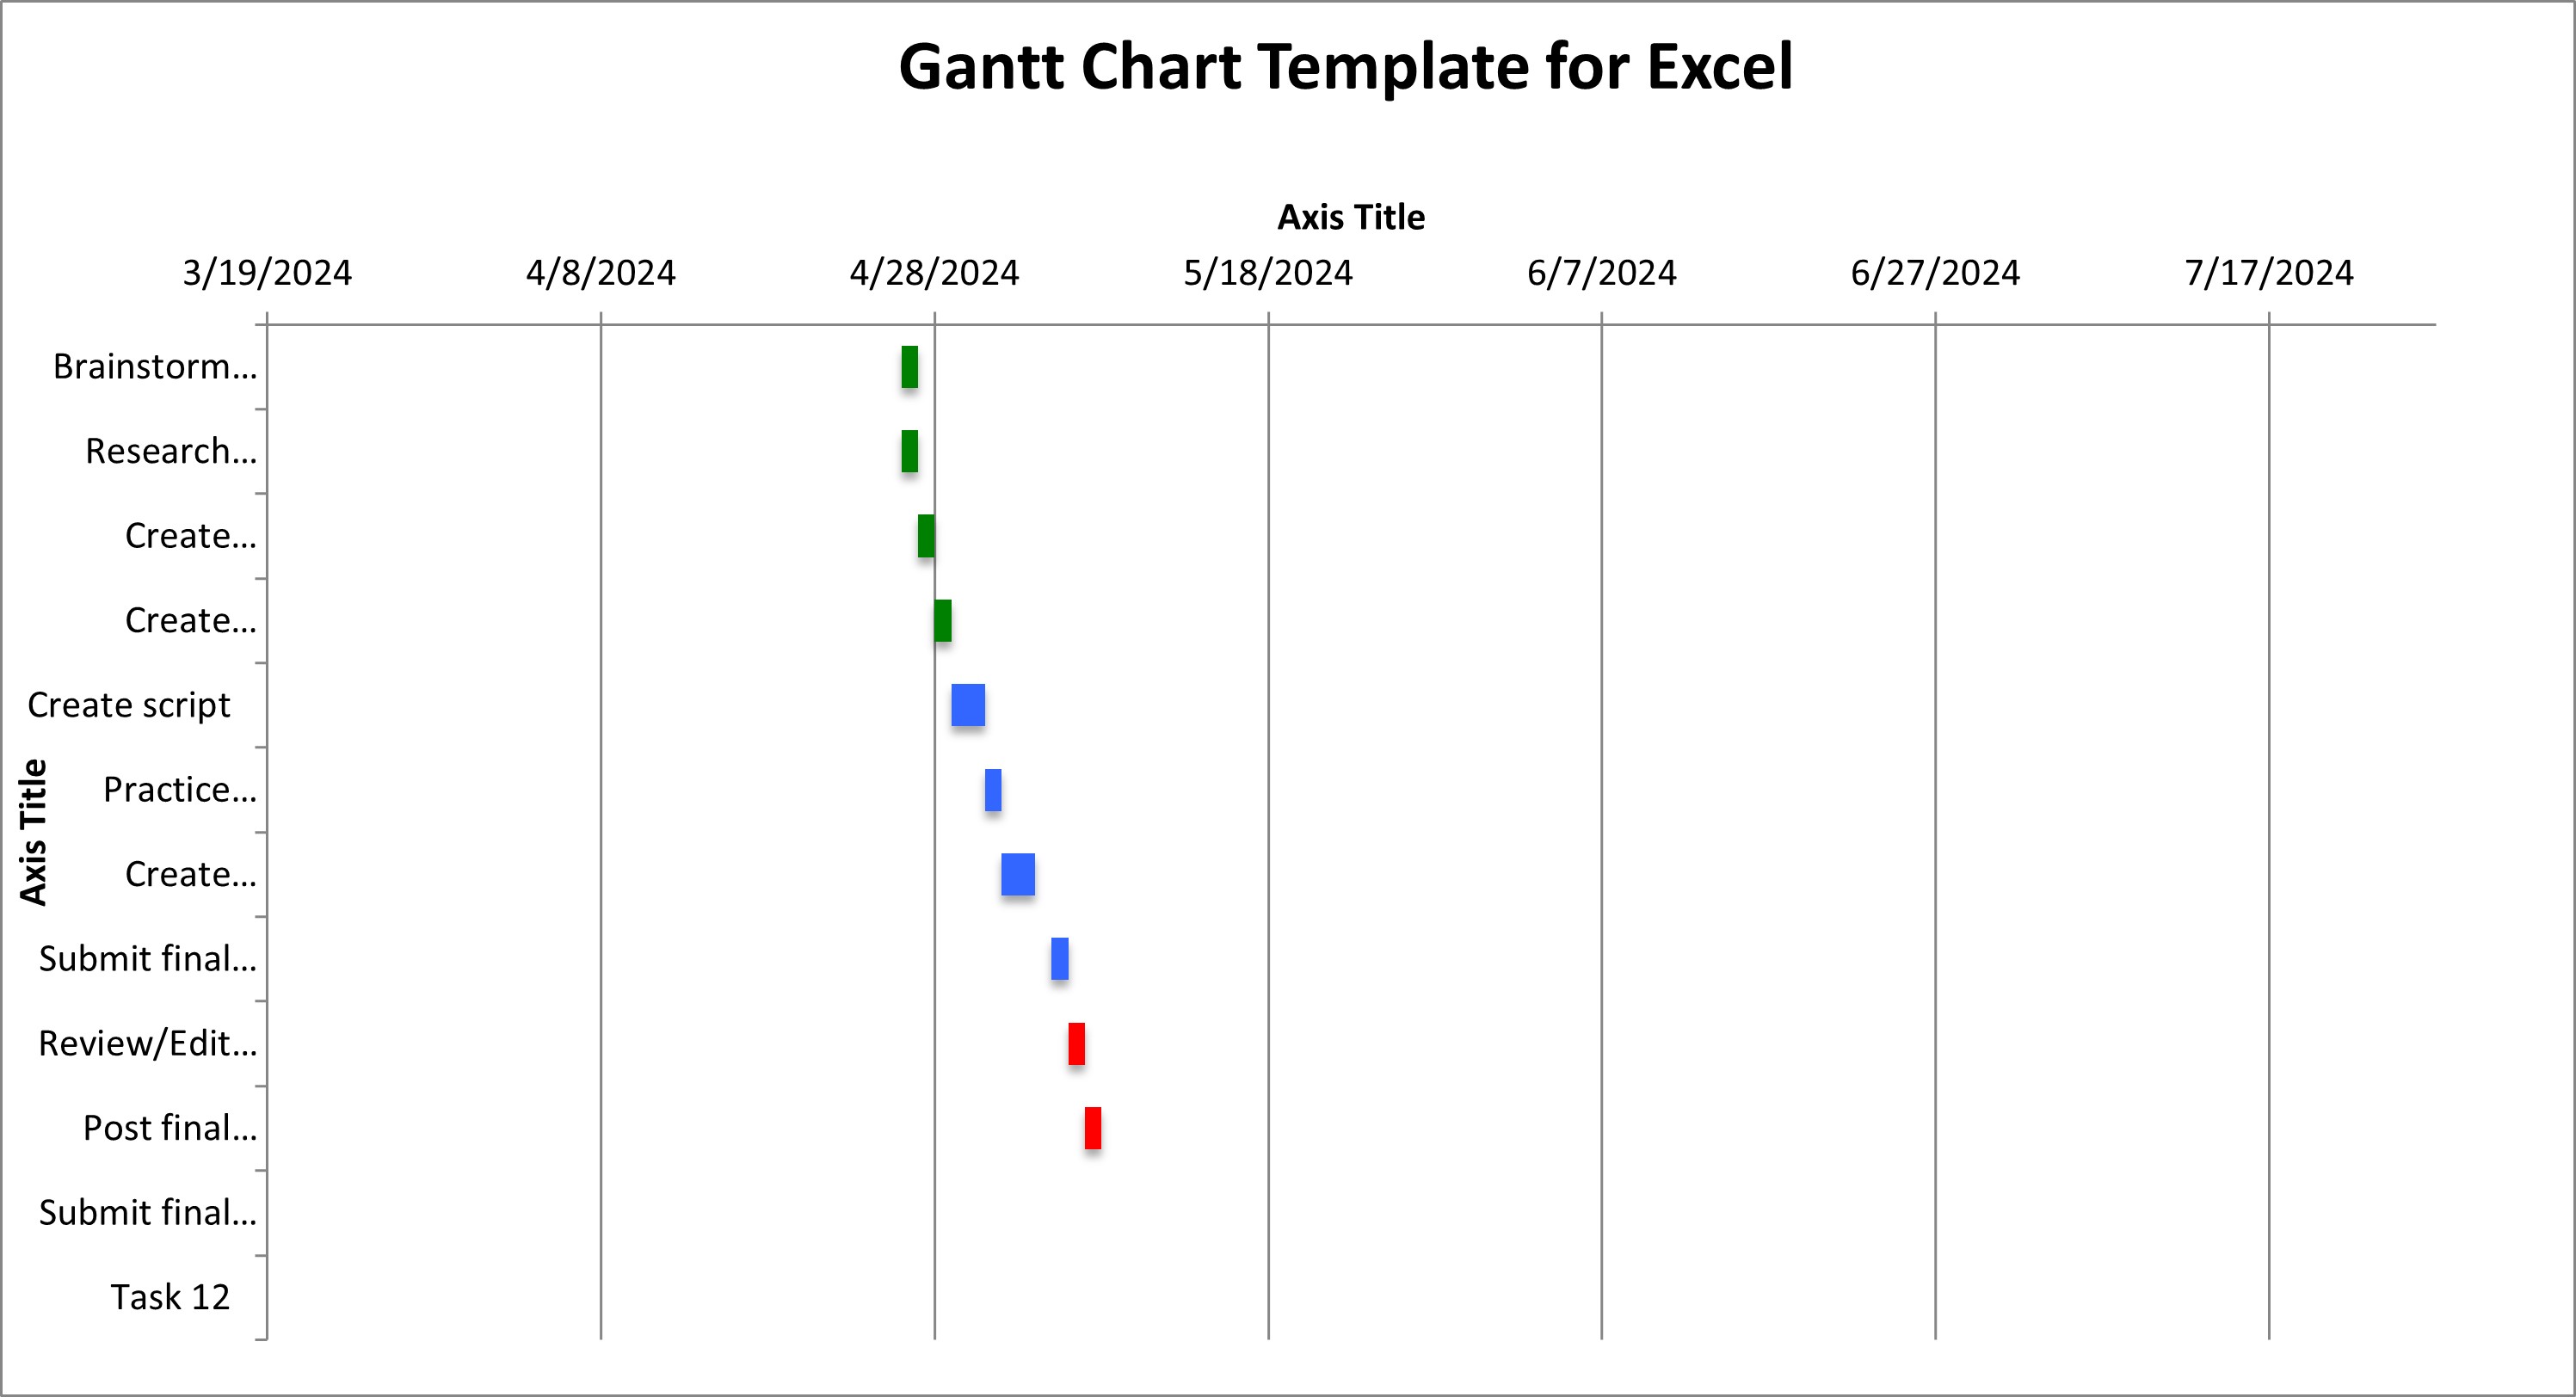 Gantt Chart Template for Excel
Axis Title
3/19/2024 4/8/2024 4/28/2024 5/18/2024 6/7/2024 6/27/2024 7/17/2024
Brainstorm...
Research...
Create...
Create...
Create script
Practice...
Create...
Submit final...
Review/Edit...
Post final...
Submit final...
Task 12
Axis Title